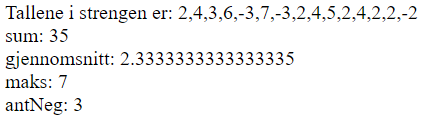 Tallene i strengen er: 2,4,3,6,-3,7,-3,2,4,5,2,4,2,2,-2
sum: 35
gjennomsnitt: 2.3333333333333335
maks: 7
antNeg: 3